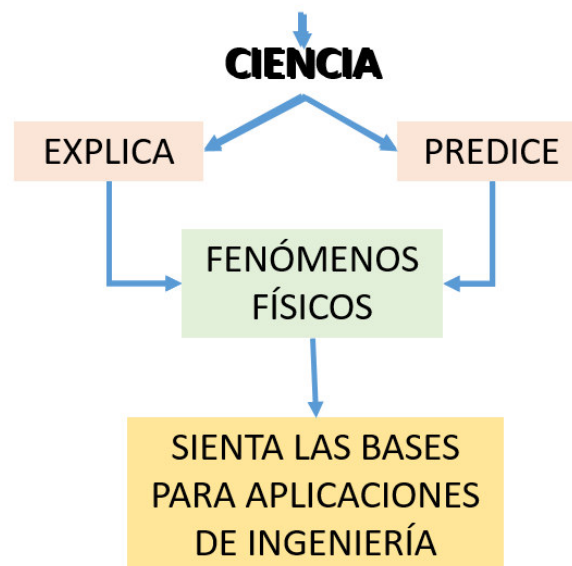 CIENCIA
EXPLICA
PREDICE
FENÓMENOS
FÍSICOS
SIENTA LAS BASES
PARA APLICACIONES
DE INGENIERÍA